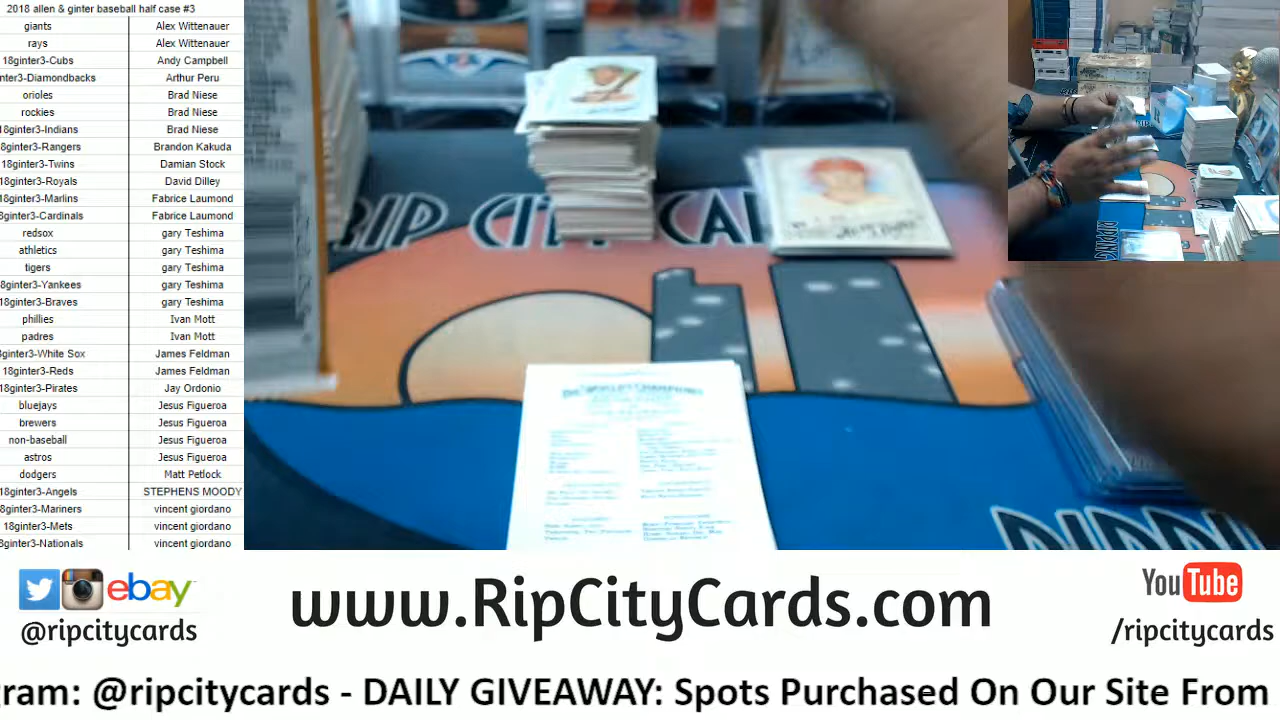 2018 allen & ginter baseball half case #3
giants Alex Wittenauer
rays Alex Wittenauer
18ginter3-Cubs Andy Campbell
nter3-Diamondbacks Arthur Peru
orioles Brad Niese
rockies Brad Niese
18ginter3-Indians Brad Niese
8ginter3-Rangers Brandon Kakuda
18ginter3-Twins Damian Stock
18ginter3-Royals David Dilley
18ginter3-Marlins Fabrice Laumond
8ginter3-Cardinals Fabrice Laumond
redsox gary Teshima
athletics gary Teshima
tigers gary Teshima
8ginter3-Yankees gary Teshima
18ginter3-Braves gary Teshima
phillies Ivan Mott
padres Ivan Mott
ginter3-White Sox James Feldman
18ginter3-Reds James Feldman
18ginter3-Pirates Jay Ordonio
bluejays Jesus Figueroa
brewers Jesus Figueroa
non-baseball Jesus Figueroa
astros Jesus Figueroa
dodgers Matt Petlock
18ginter3-Angels STEPHENS MOODY
8ginter3-Mariners vincent giordano
18ginter3-Mets vincent giordano
ginter3-Nationals vincent giordano
RIP CITY CA
ebay
@ripcitycards
www.RipCityCards.com
YouTube
/ripcitycards
ram: @ripcitycards - DAILY GIVEAWAY: Spots Purchased On Our Site From